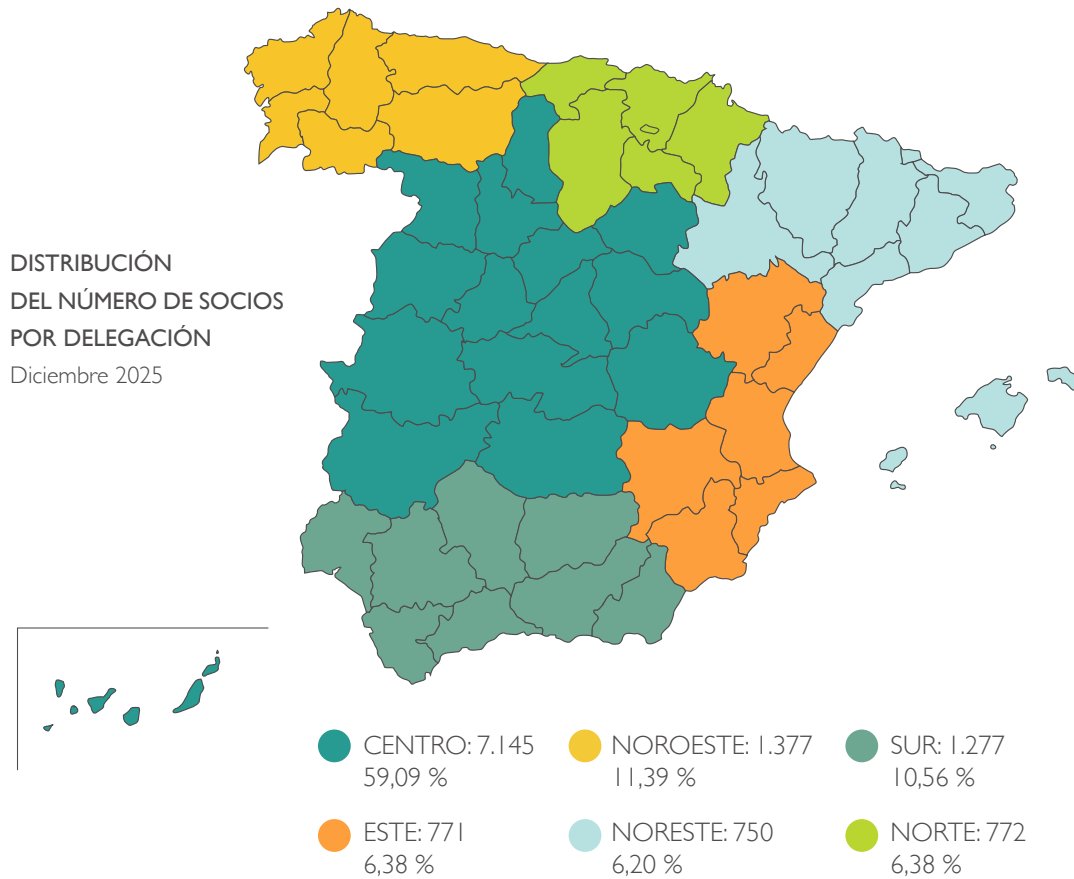 DISTRIBUCIÓN
DEL NÚMERO DE SOCIOS
POR DELEGACIÓN
Diciembre 2025
CENTRO: 7.145
59,09 %
NOROESTE: 1.377
11,39 %
SUR: 1.277
10,56 %
ESTE: 771
6,38 %
NORESTE: 750
6,20 %
NORTE: 772
6,38 %